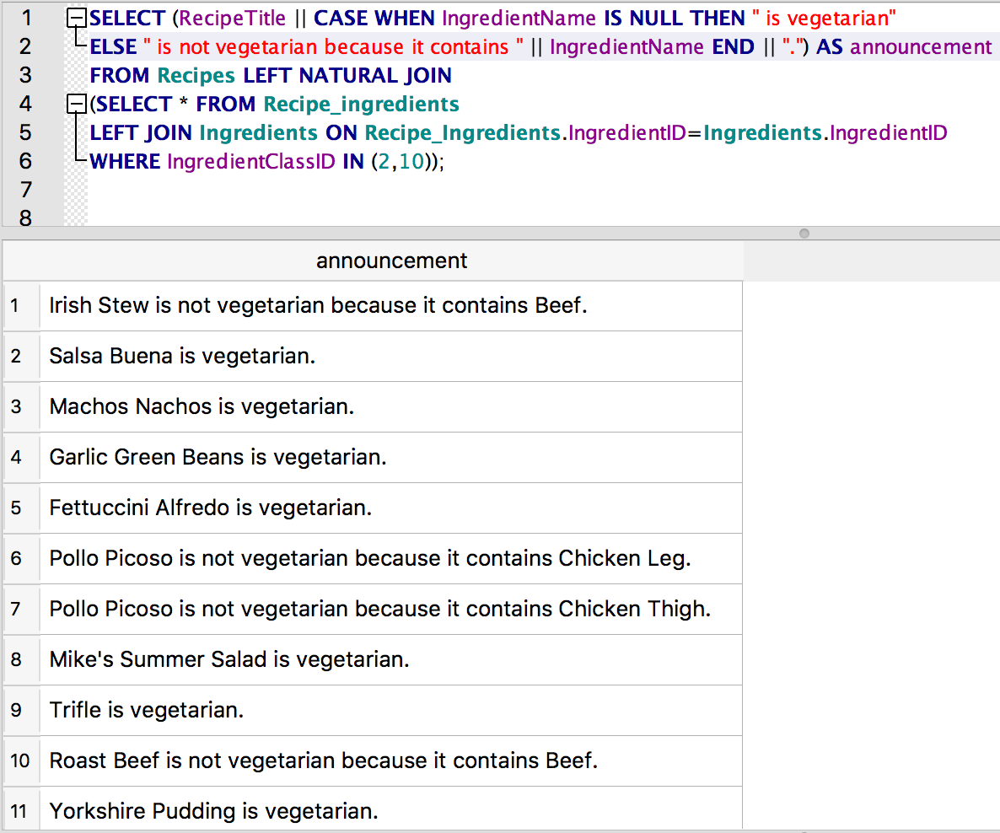 1 SELECT (RecipeTitle || CASE WHEN IngredientName IS NULL THEN " is vegetarian"
2 ELSE " is not vegetarian because it contains " || IngredientName END || ".") AS announcement
3 FROM Recipes LEFT NATURAL JOIN
4 (SELECT * FROM Recipe_ingredients
5 LEFT JOIN Ingredients ON Recipe_Ingredients.IngredientID=Ingredients.IngredientID
6 WHERE IngredientClassID IN (2,10));
7
8
announcement
1 Irish Stew is not vegetarian because it contains Beef.
2 Salsa Buena is vegetarian.
3 Machos Nachos is vegetarian.
4 Garlic Green Beans is vegetarian.
5 Fettuccini Alfredo is vegetarian.
6 Pollo Picoso is not vegetarian because it contains Chicken Leg.
7 Pollo Picoso is not vegetarian because it contains Chicken Thigh.
8 Mike's Summer Salad is vegetarian.
9 Trifle is vegetarian.
10 Roast Beef is not vegetarian because it contains Beef.
11 Yorkshire Pudding is vegetarian.